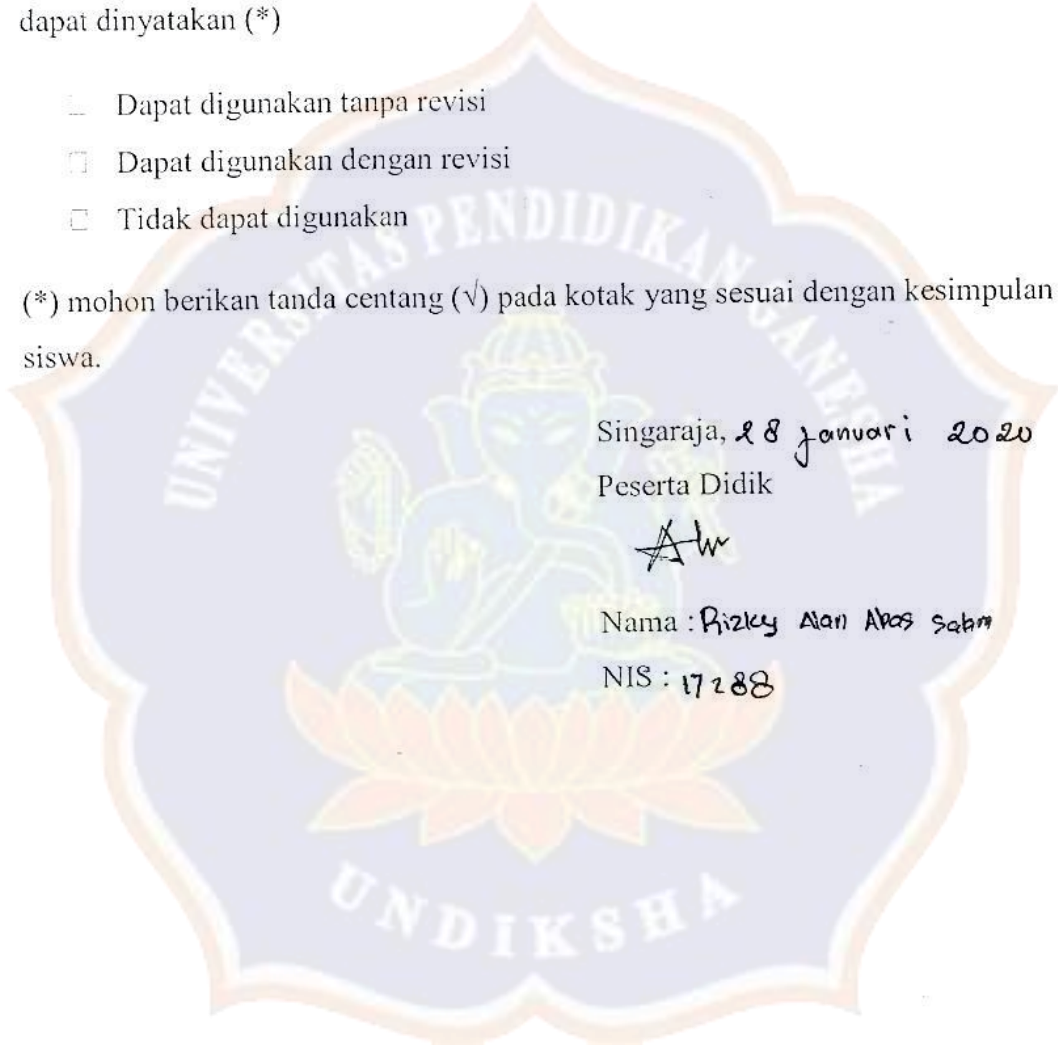 dapat dinyatakan (*)
Dapat digunakan tanpa revisi
Dapat digunakan dengan revisi
Tidak dapat digunakan
(*) mohon berikan tanda centang (√) pada kotak yang sesuai dengan kesimpulan
siswa.
Singaraja, 28 januari 2020
Peserta Didik
Nama : Rizky Alan Abas
NIS : 17288
UNIVERSITAS PENDIDIKAN GANESHA
UNDIKSHA